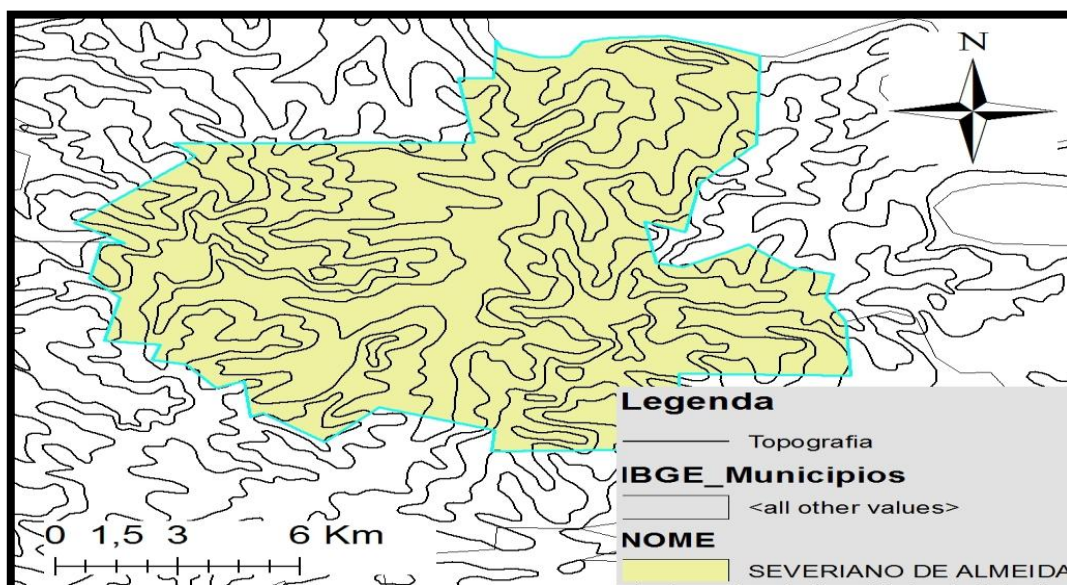 N
Legenda
Topografia
IBGE_Municipios
<all other values>
NOME
SEVERIANO DE ALMEIDA
0 1,5 3 6 Km